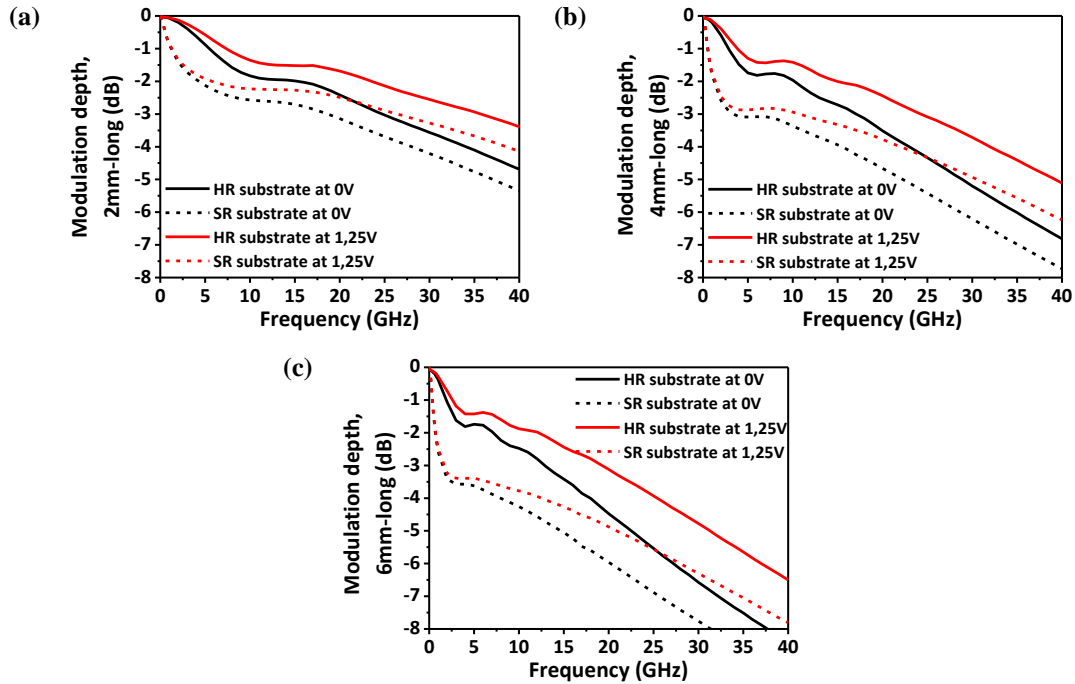 (a)
Modulation depth,
2mm-long (dB)
0
-1
-2
-3
-4
-5
-6
-7
-8
HR substrate at 0V
SR substrate at 0V
HR substrate at 1,25V
SR substrate at 1,25V
0 5 10 15 20 25 30 35 40
Frequency (GHz)
(b)
Modulation depth,
4mm-long (dB)
0
-1
-2
-3
-4
-5
-6
-7
-8
HR substrate at 0V
SR substrate at 0V
HR substrate at 1,25V
SR substrate at 1,25V
0 5 10 15 20 25 30 35 40
Frequency (GHz)
(c)
Modulation depth,
6mm-long (dB)
0
-1
-2
-3
-4
-5
-6
-7
-8
HR substrate at 0V
SR substrate at 0V
HR substrate at 1,25V
SR substrate at 1,25V
0 5 10 15 20 25 30 35 40
Frequency (GHz)